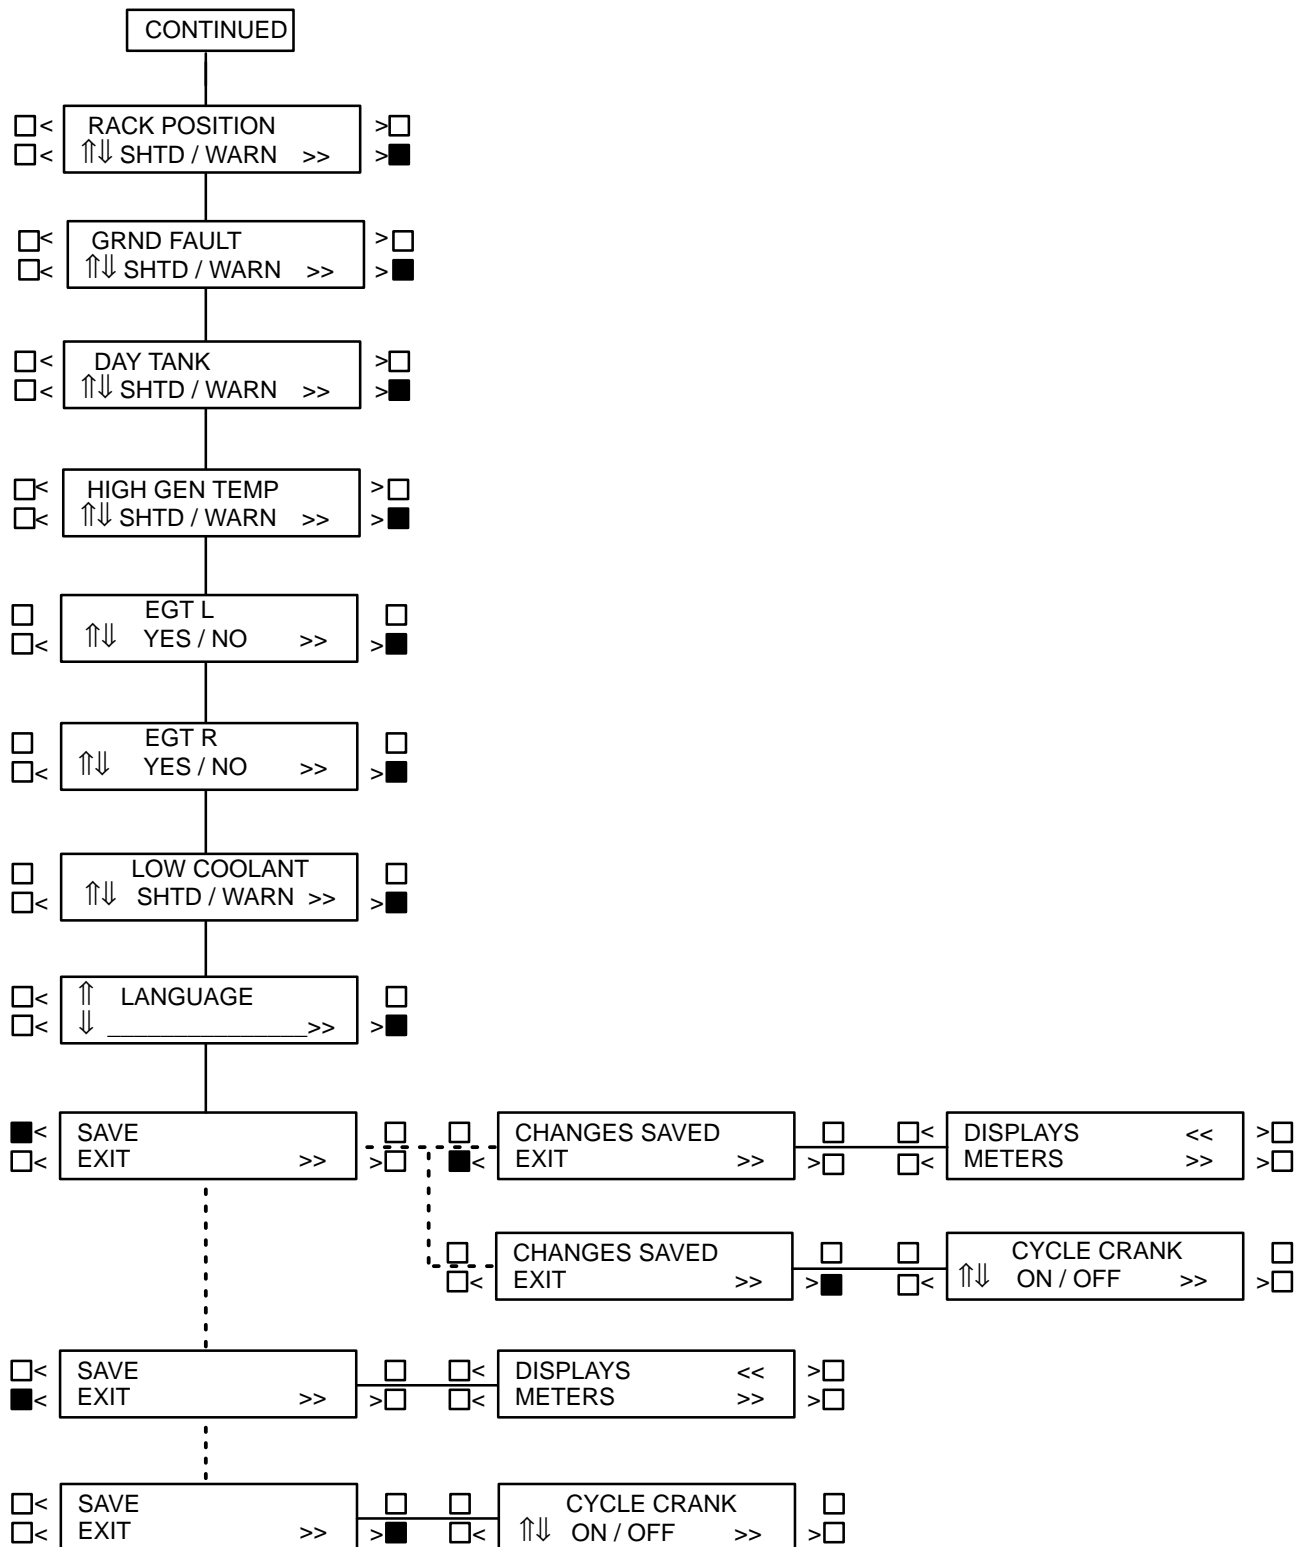 CONTINUED
< RACK POSITION >
< ⇑⇓ SHTD / WARN >> >
< GRND FAULT >
< ⇑⇓ SHTD / WARN >> >
< DAY TANK >
< ⇑⇓ SHTD / WARN >> >
< HIGH GEN TEMP >
< ⇑⇓ SHTD / WARN >> >
EGT L
< ⇑⇓ YES / NO >> >
EGT R
< ⇑⇓ YES / NO >> >
LOW COOLANT
< ⇑⇓ SHTD / WARN >> >
< ⇑ LANGUAGE
< ⇓ _______________>> >
< SAVE CHANGES SAVED < DISPLAYS << >
< EXIT >> > < EXIT >> > < METERS >> >
CHANGES SAVED CYCLE CRANK
< EXIT >> > < ⇑⇓ ON / OFF >> >
< SAVE < DISPLAYS << >
< EXIT >> > < METERS >> >
< SAVE CYCLE CRANK
< EXIT >> > < ⇑⇓ ON / OFF >> >